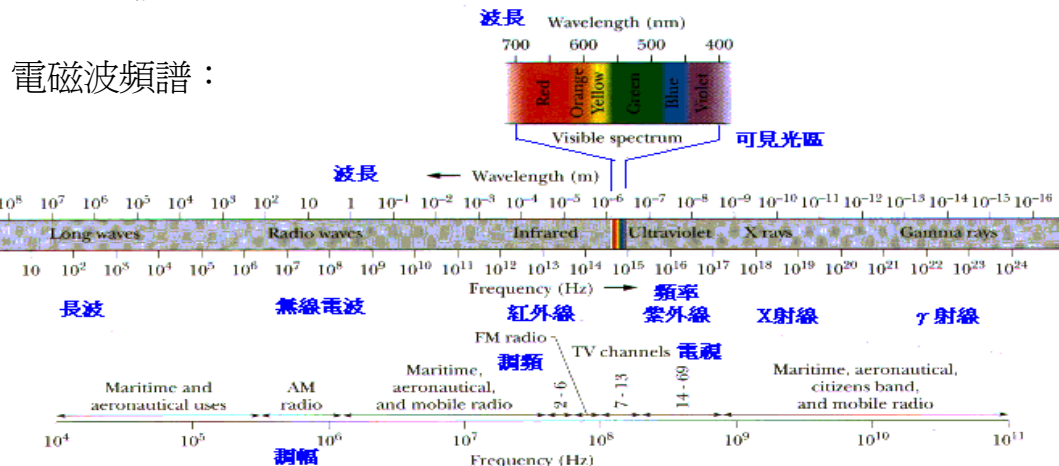 波長 Wavelength (nm)
700 600 500 400
電磁波頻譜：
Red Orange Yellow Green Blue Violet
Visible spectrum 可見光區
波長 ← Wavelength (m)
10⁸ 10⁷ 10⁶ 10⁵ 10⁴ 10³ 10² 10 1 10⁻¹ 10⁻² 10⁻³ 10⁻⁴ 10⁻⁵ 10⁻⁶ 10⁻⁷ 10⁻⁸ 10⁻⁹ 10⁻¹⁰ 10⁻¹¹ 10⁻¹² 10⁻¹³ 10⁻¹⁴ 10⁻¹⁵ 10⁻¹⁶
Long waves Radio waves Infrared Ultraviolet X rays Gamma rays
10 10² 10³ 10⁴ 10⁵ 10⁶ 10⁷ 10⁸ 10⁹ 10¹⁰ 10¹¹ 10¹² 10¹³ 10¹⁴ 10¹⁵ 10¹⁶ 10¹⁷ 10¹⁸ 10¹⁹ 10²⁰ 10²¹ 10²² 10²³ 10²⁴
Frequency (Hz) → 頻率
長波 無線電波 紅外線 紫外線 X射線 γ射線
FM radio
調頻
TV channels 電視
Maritime and
aeronautical uses
AM
radio
Maritime,
aeronautical,
and mobile radio
2 - 6
7 - 13
14 - 69
Maritime, aeronautical,
citizens band,
and mobile radio
10⁴ 10⁵ 10⁶ 10⁷ 10⁸ 10⁹ 10¹⁰ 10¹¹
調幅 Frequency (Hz)